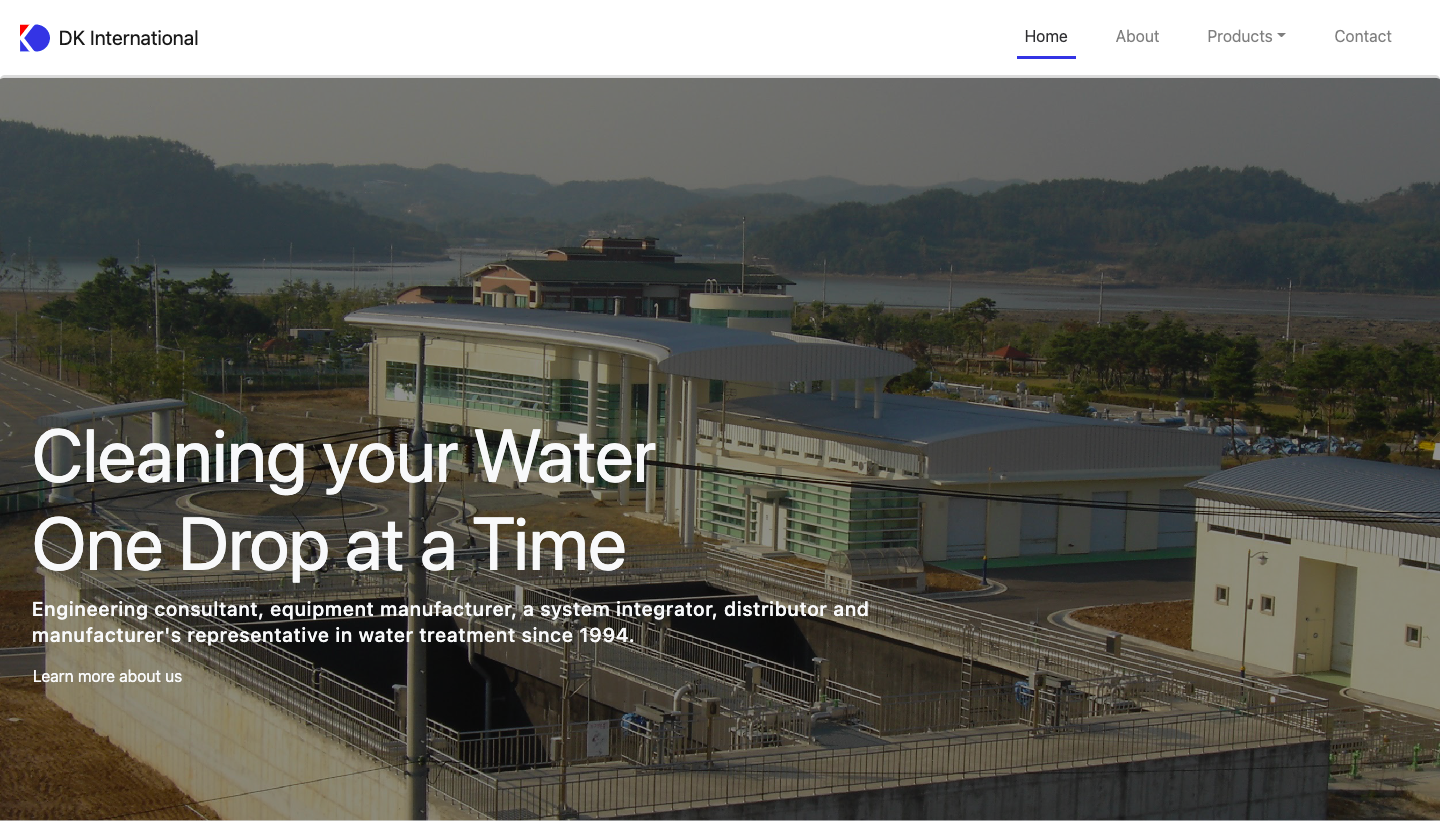 DK International
Home
About
Products
Contact
Cleaning your Water
One Drop at a Time
Engineering consultant, equipment manufacturer, a system integrator, distributor and
manufacturer's representative in water treatment since 1994.
Learn more about us